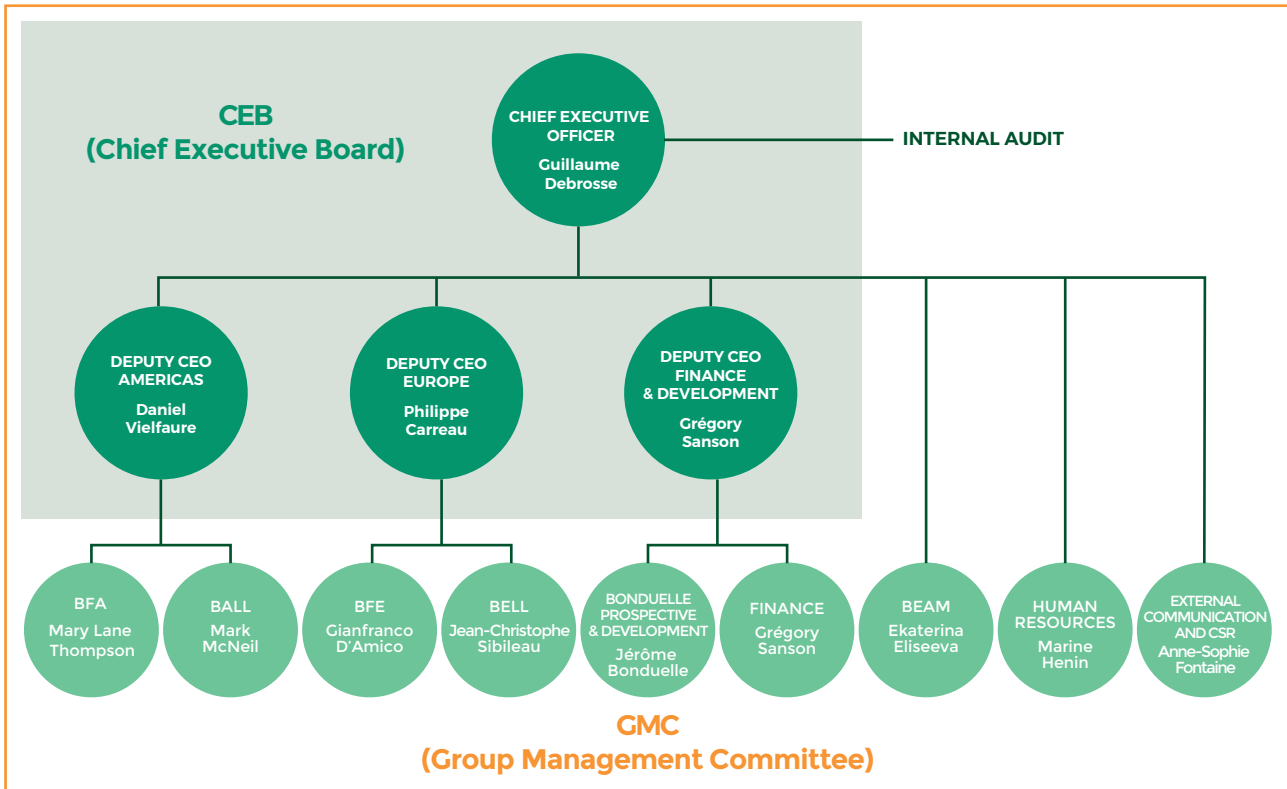 CEB
(Chief Executive Board)
CHIEF EXECUTIVE
OFFICER
Guillaume
Debrosse
INTERNAL AUDIT
DEPUTY CEO
AMERICAS
Daniel
Vielfaure
DEPUTY CEO
EUROPE
Philippe
Carreau
DEPUTY CEO
FINANCE
& DEVELOPMENT
Grégory
Sanson
BFA
Mary Lane
Thompson
BALL
Mark
McNeil
BFE
Gianfranco
D'Amico
BELL
Jean-Christophe
Sibileau
BONDUELLE
PROSPECTIVE
& DEVELOPMENT
Jérôme
Bonduelle
FINANCE
Grégory
Sanson
BEAM
Ekaterina
Eliseeva
HUMAN
RESOURCES
Marine
Henin
EXTERNAL
COMMUNICATION
AND CSR
Anne-Sophie
Fontaine
GMC
(Group Management Committee)